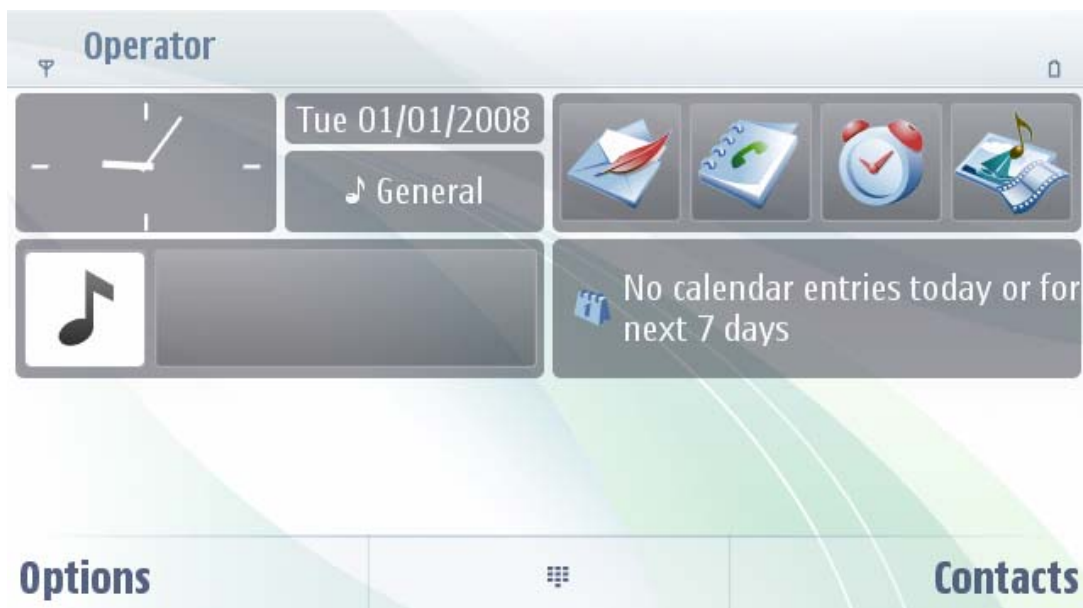 Operator
Tue 01/01/2008
General
No calendar entries today or for
next 7 days
Options
Contacts